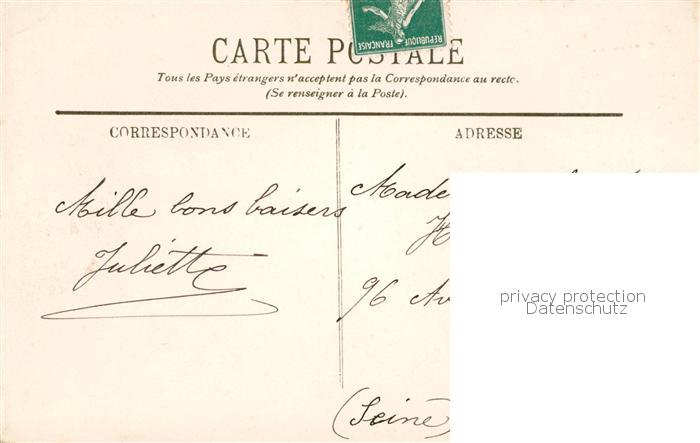 RÉPUBLIQUE FRANÇAISE
CARTE POSTALE
Tous les Pays étrangers n'acceptent pas la Correspondance au recto.
(Se renseigner à la Poste).
CORRESPONDANCE
Mille bons baisers
Juliette
ADRESSE
96 Av
(Seine)
privacy protection
Datenschutz